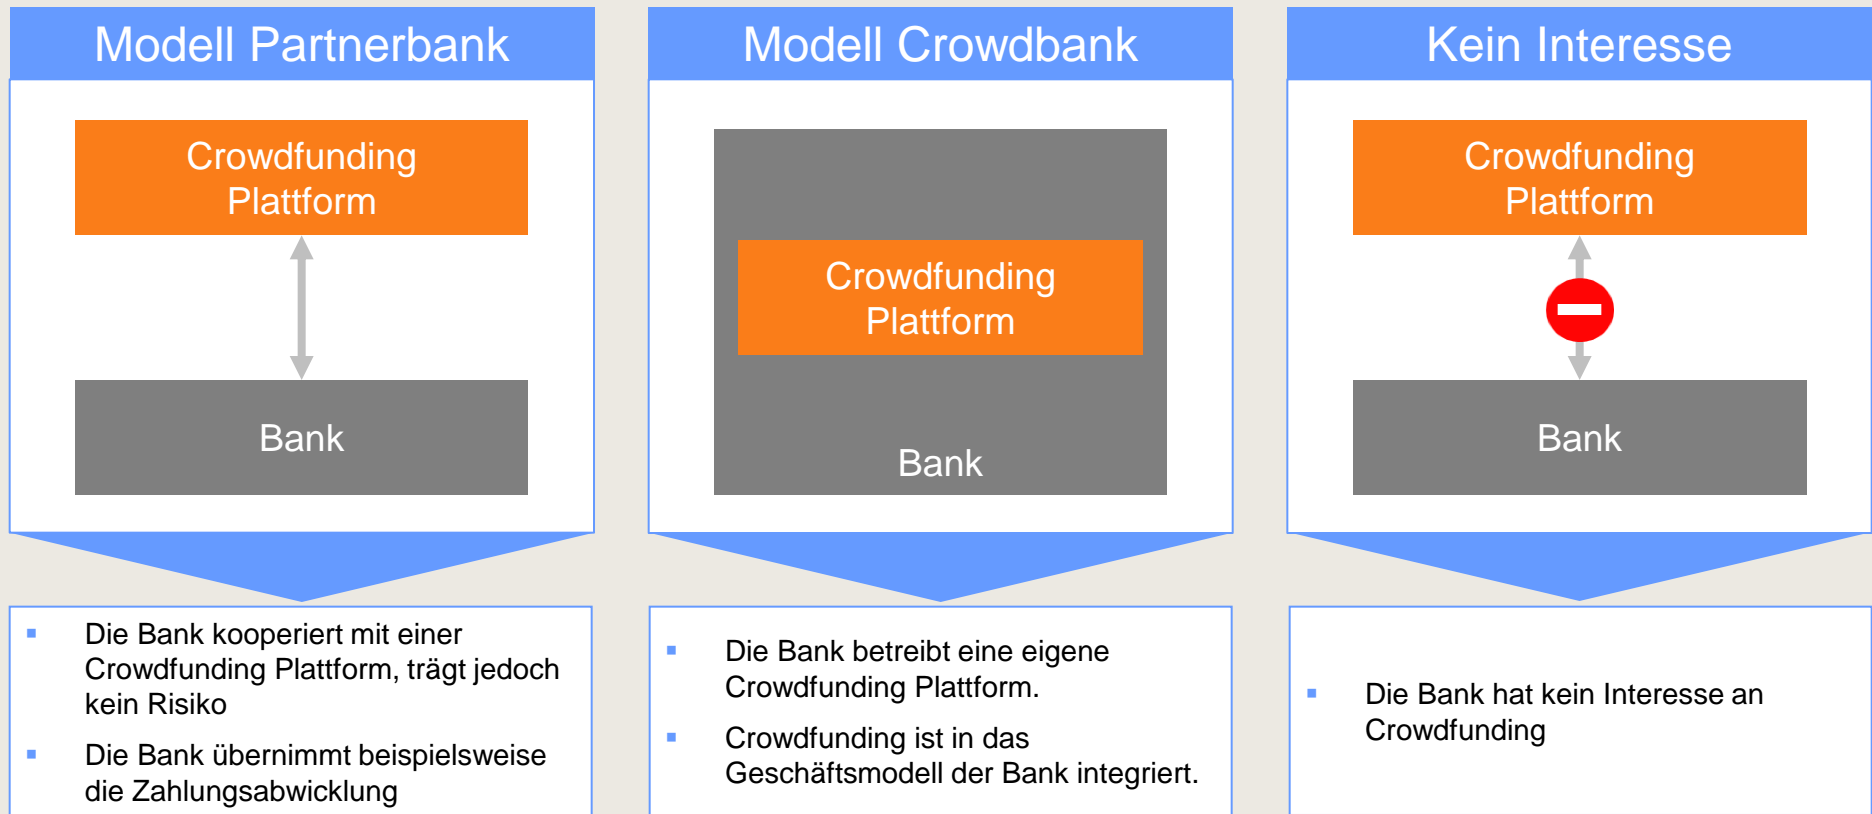 Modell Partnerbank
Crowdfunding
Plattform
Bank
Die Bank kooperiert mit einer
Crowdfunding Plattform, trägt jedoch
kein Risiko
Die Bank übernimmt beispielsweise
die Zahlungsabwicklung
Modell Crowdbank
Crowdfunding
Plattform
Bank
Die Bank betreibt eine eigene
Crowdfunding Plattform.
Crowdfunding ist in das
Geschäftsmodell der Bank integriert.
Kein Interesse
Crowdfunding
Plattform
Bank
Die Bank hat kein Interesse an
Crowdfunding